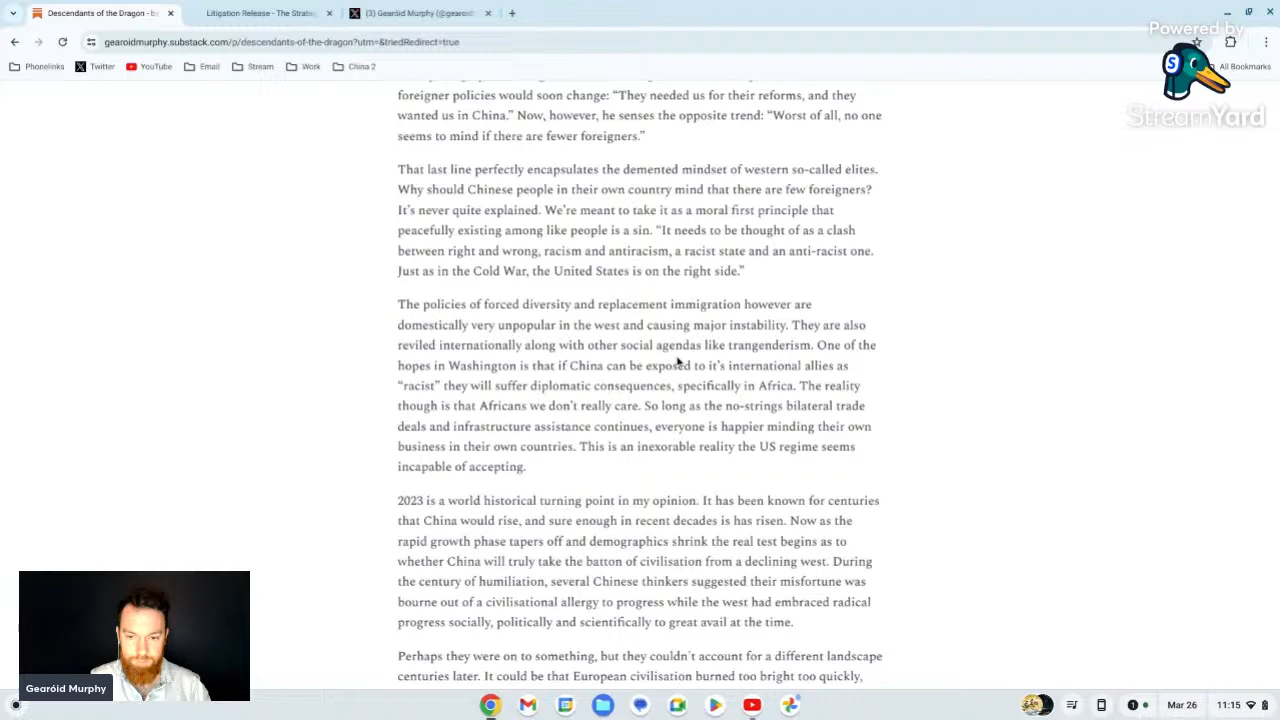 Descendants of the Dragon - by
Litigation Release - The Strate
(3) Gearóid Murphy (@gearoid
gearoidmurphy.substack.com/p/descendants-of-the-dragon?utm=&triedRedirect=true
Phonelinks
Twitter
YouTube
Email
Stream
Work
China 2
All Bookmarks
Powered by
StreamYard
foreigner policies would soon change: “They needed us for their reforms, and they
wanted us in China.” Now, however, he senses the opposite trend: “Worst of all, no one
seems to mind if there are fewer foreigners.”
That last line perfectly encapsulates the demented mindset of western so-called elites.
Why should Chinese people in their own country mind that there are few foreigners?
It’s never quite explained. We’re meant to take it as a moral first principle that
peacefully existing among like people is a sin. “It needs to be thought of as a clash
between right and wrong, racism and antiracism, a racist state and an anti-racist one.
Just as in the Cold War, the United States is on the right side.”
The policies of forced diversity and replacement immigration however are
domestically very unpopular in the west and causing major instability. They are also
reviled internationally along with other social agendas like trangenderism. One of the
hopes in Washington is that if China can be exposed to it’s international allies as
“racist” they will suffer diplomatic consequences, specifically in Africa. The reality
though is that Africans we don’t really care. So long as the no-strings bilateral trade
deals and infrastructure assistance continues, everyone is happier minding their own
business in their own countries. This is an inexorable reality the US regime seems
incapable of accepting.
2023 is a world historical turning point in my opinion. It has been known for centuries
that China would rise, and sure enough in recent decades is has risen. Now as the
rapid growth phase tapers off and demographics shrink the real test begins as to
whether China will truly take the batton of civilisation from a declining west. During
the century of humiliation, several Chinese thinkers suggested their misfortune was
bourne out of a civilisational allergy to progress while the west had embraced radical
progress socially, politically and scientifically to great avail at the time.
Perhaps they were on to something, but they couldn’t account for a different landscape
centuries later. It could be that European civilisation burned too bright too quickly,
Gearóid Murphy
Mar 26
11:15